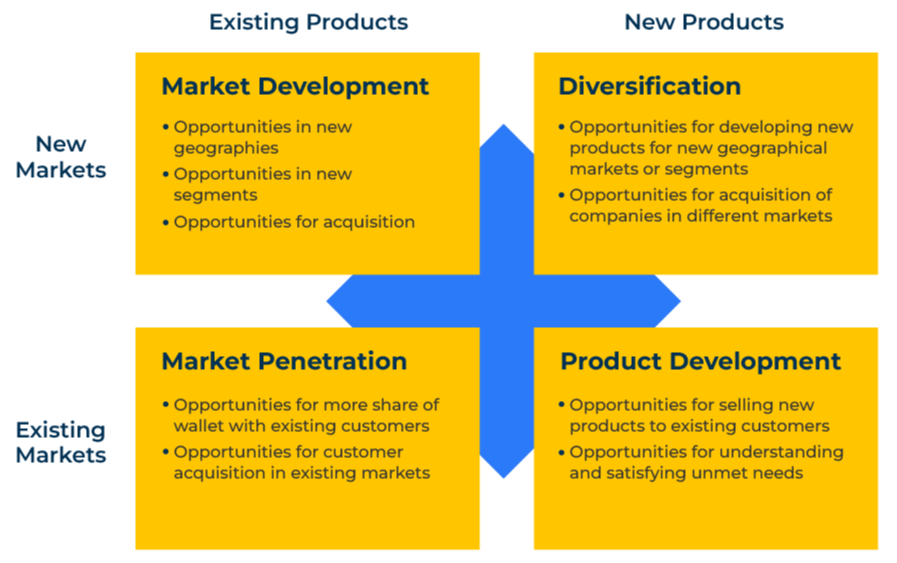 Existing Products
New Products
New
Markets
Market Development
• Opportunities in new
geographies
• Opportunities in new
segments
• Opportunities for acquisition
Diversification
• Opportunities for developing new
products for new geographical
markets or segments
• Opportunities for acquisition of
companies in different markets
Existing
Markets
Market Penetration
• Opportunities for more share of
wallet with existing customers
• Opportunities for customer
acquisition in existing markets
Product Development
• Opportunities for selling new
products to existing customers
• Opportunities for understanding
and satisfying unmet needs